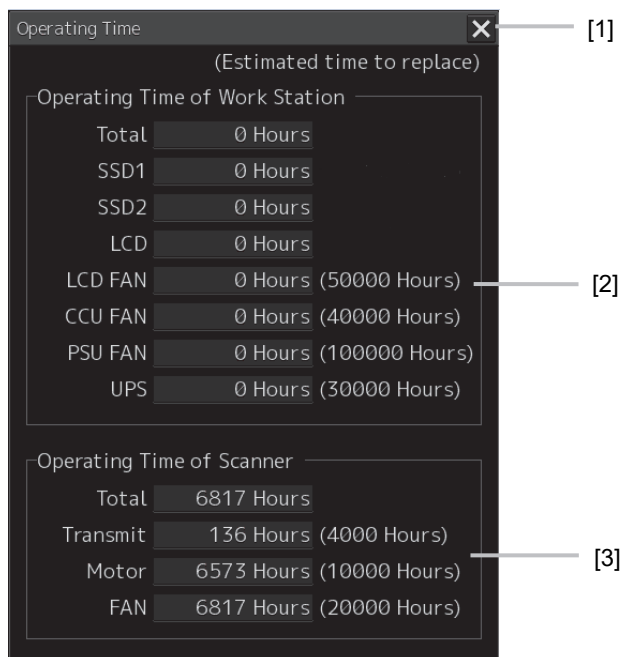 Operating Time [1]
(Estimated time to replace)
Operating Time of Work Station
Total 0 Hours
SSD1 0 Hours
SSD2 0 Hours
LCD 0 Hours
LCD FAN 0 Hours (50000 Hours) [2]
CCU FAN 0 Hours (40000 Hours)
PSU FAN 0 Hours (100000 Hours)
UPS 0 Hours (30000 Hours)
Operating Time of Scanner
Total 6817 Hours
Transmit 136 Hours (4000 Hours)
[3]
Motor 6573 Hours (10000 Hours)
FAN 6817 Hours (20000 Hours)